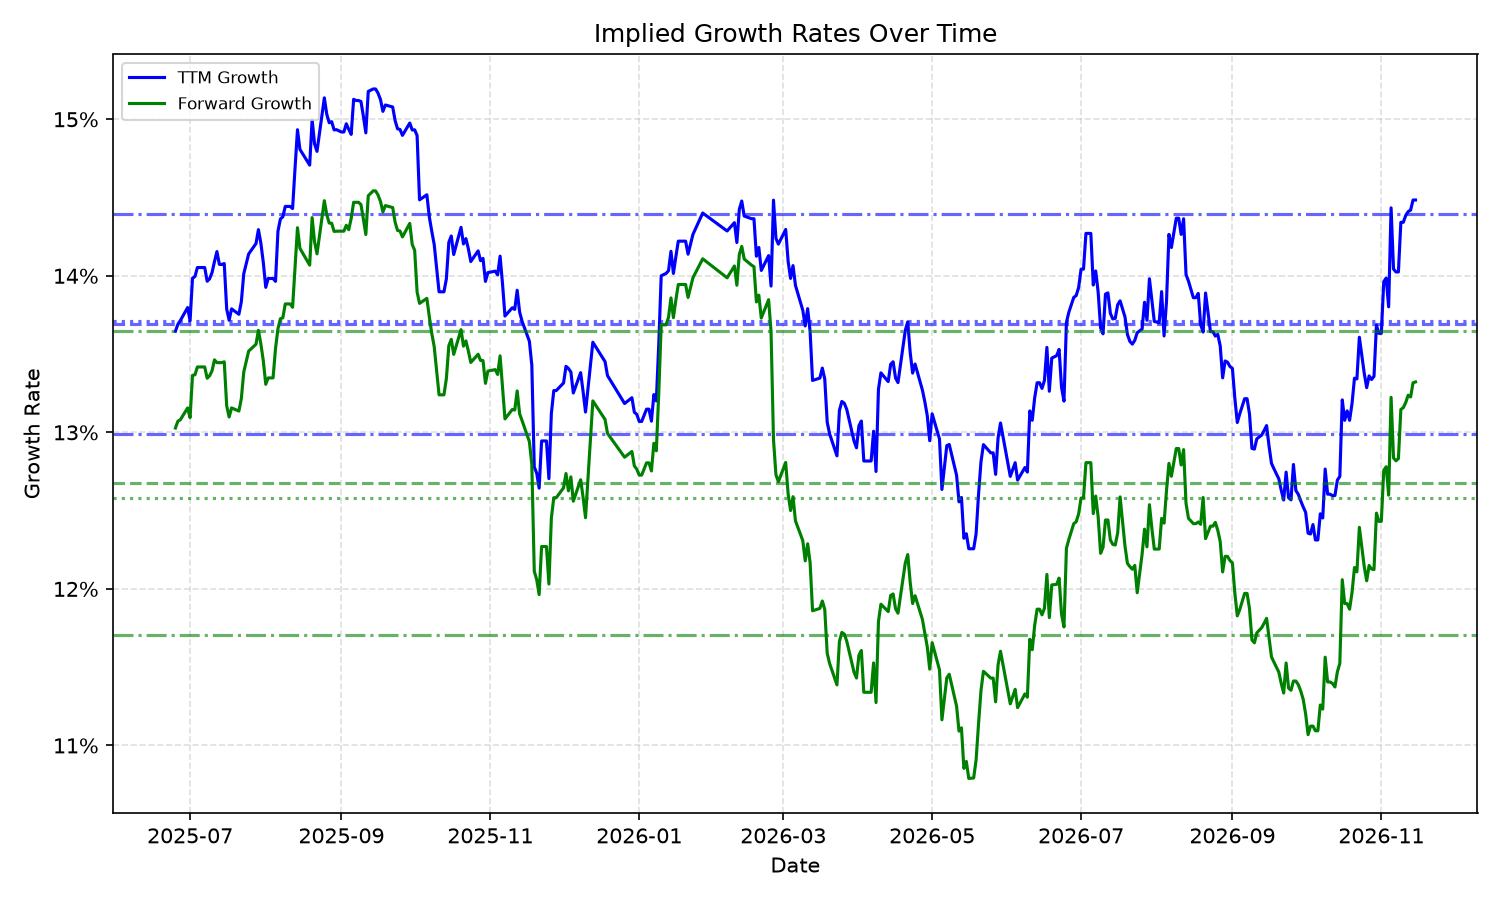 Implied Growth Rates Over Time
TTM Growth
Forward Growth
15%
14%
13%
12%
11%
Growth Rate
2025-07
2025-09
2025-11
2026-01
2026-03
2026-05
2026-07
2026-09
2026-11
Date